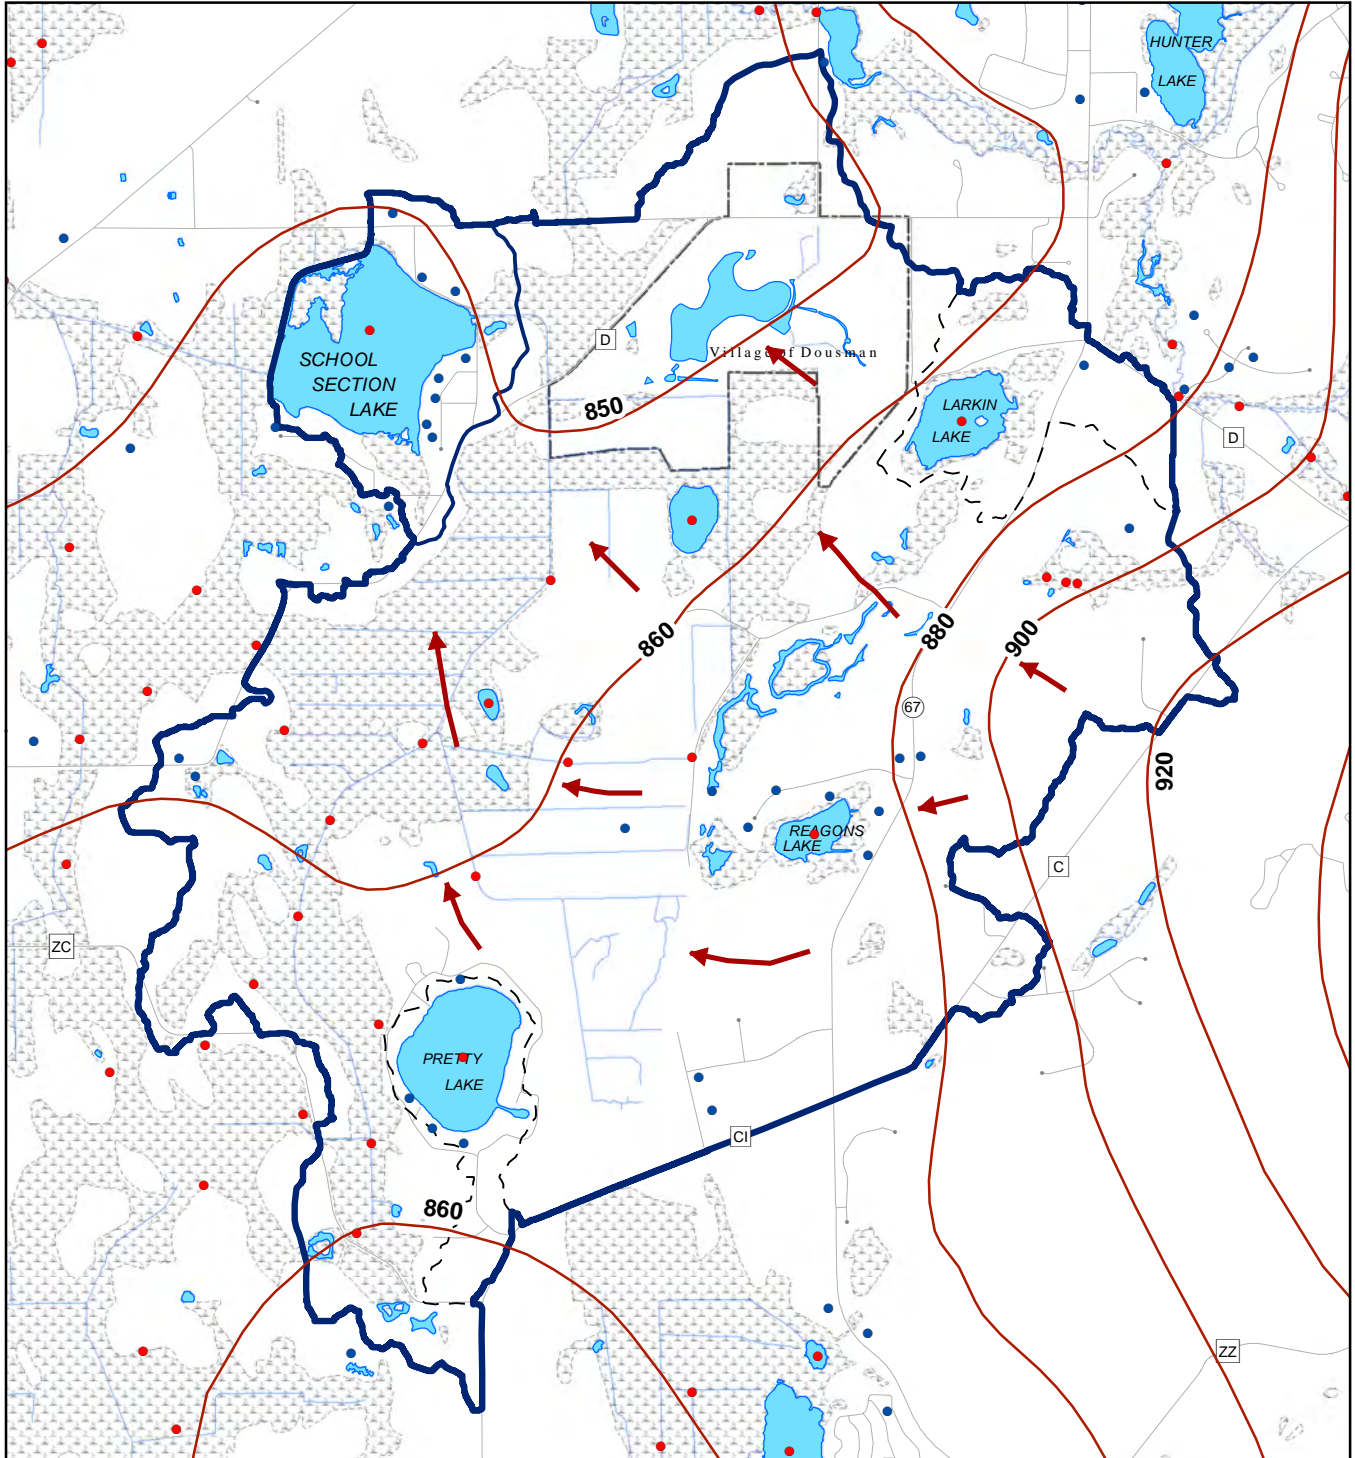 HUNTER
LAKE
SCHOOL
SECTION
LAKE
D
Village of Dousman
850
LARKIN
LAKE
D
860
880
900
67
920
REAGONS
LAKE
C
ZC
PRETTY
LAKE
CI
860
ZZ